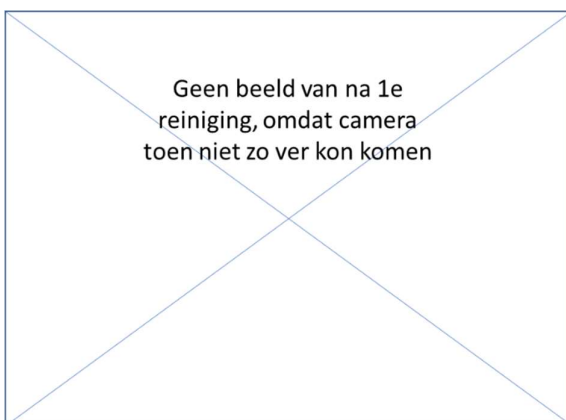 Geen beeld van na 1e
reiniging, omdat camera
toen niet zo ver kon komen